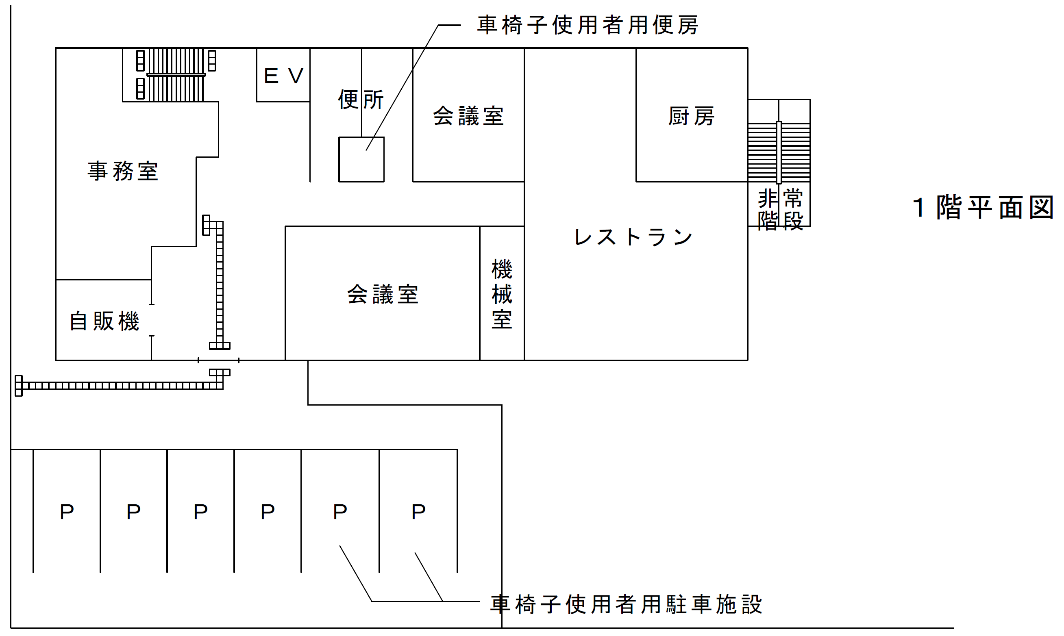 車椅子使用者用便房
EV
便所
会議室
厨房
事務室
非常
階段
1階平面図
レストラン
機械室
会議室
自販機
P P P P P P
車椅子使用者用駐車施設